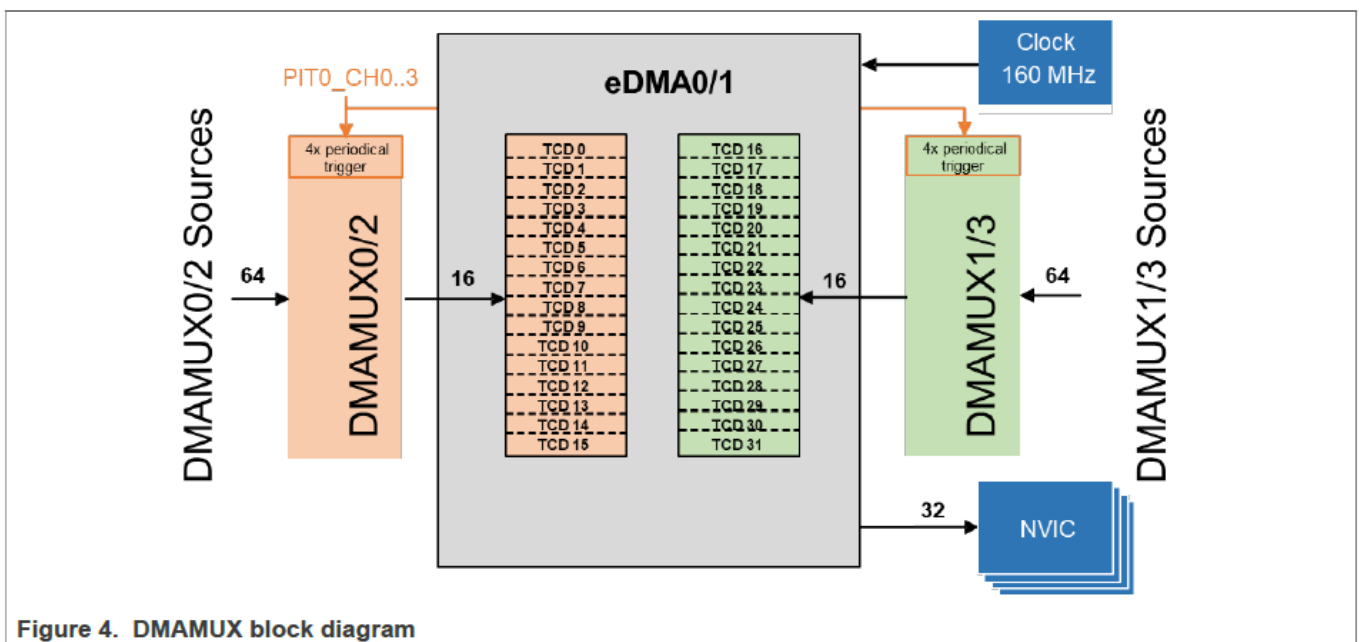 PIT0_CH0..3
eDMA0/1
Clock
160 MHz
DMAMUX0/2 Sources
64
4x periodical
trigger
DMAMUX0/2
16
TCD 0
TCD 1
TCD 2
TCD 3
TCD 4
TCD 5
TCD 6
TCD 7
TCD 8
TCD 9
TCD 10
TCD 11
TCD 12
TCD 13
TCD 14
TCD 15
TCD 16
TCD 17
TCD 18
TCD 19
TCD 20
TCD 21
TCD 22
TCD 23
TCD 24
TCD 25
TCD 26
TCD 27
TCD 28
TCD 29
TCD 30
TCD 31
16
4x periodical
trigger
DMAMUX1/3
64
DMAMUX1/3 Sources
32
NVIC
Figure 4. DMAMUX block diagram